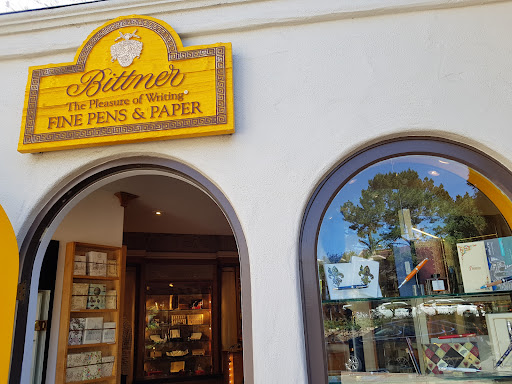 Bittner
The Pleasure of Writing
FINE PENS & PAPER